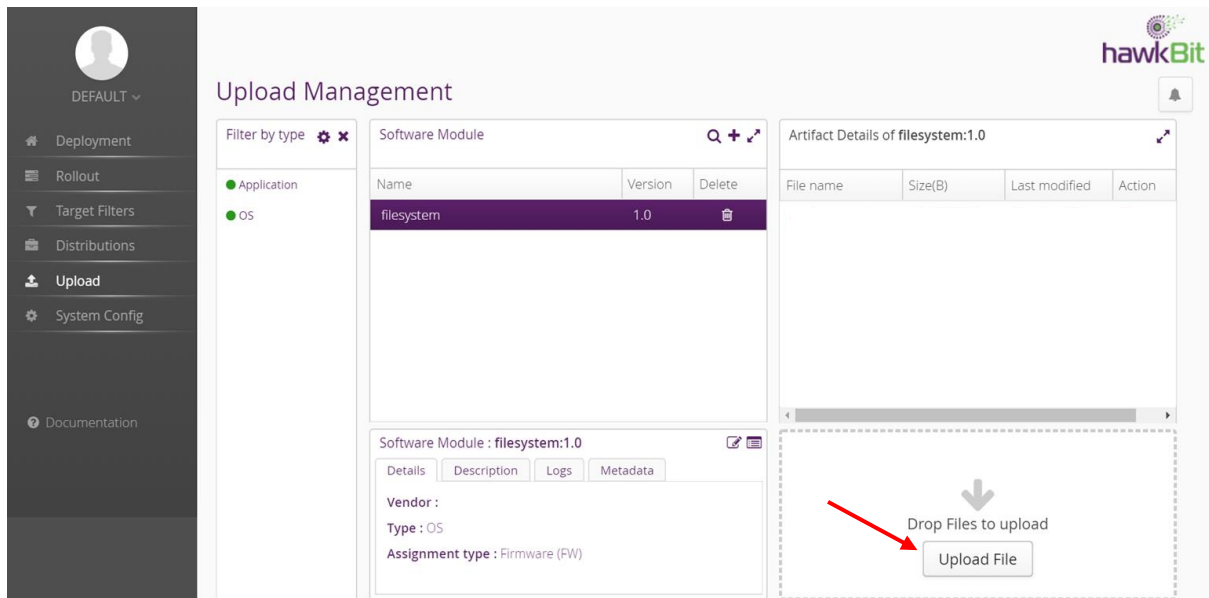 hawkBit
DEFAULT
Deployment
Rollout
Target Filters
Distributions
Upload
System Config
Documentation
Upload Management
Filter by type
Application
OS
Software Module
Name Version Delete
filesystem 1.0
Software Module : filesystem:1.0
Details Description Logs Metadata
Vendor :
Type : OS
Assignment type : Firmware (FW)
Artifact Details of filesystem:1.0
File name Size(B) Last modified Action
Drop Files to upload
Upload File